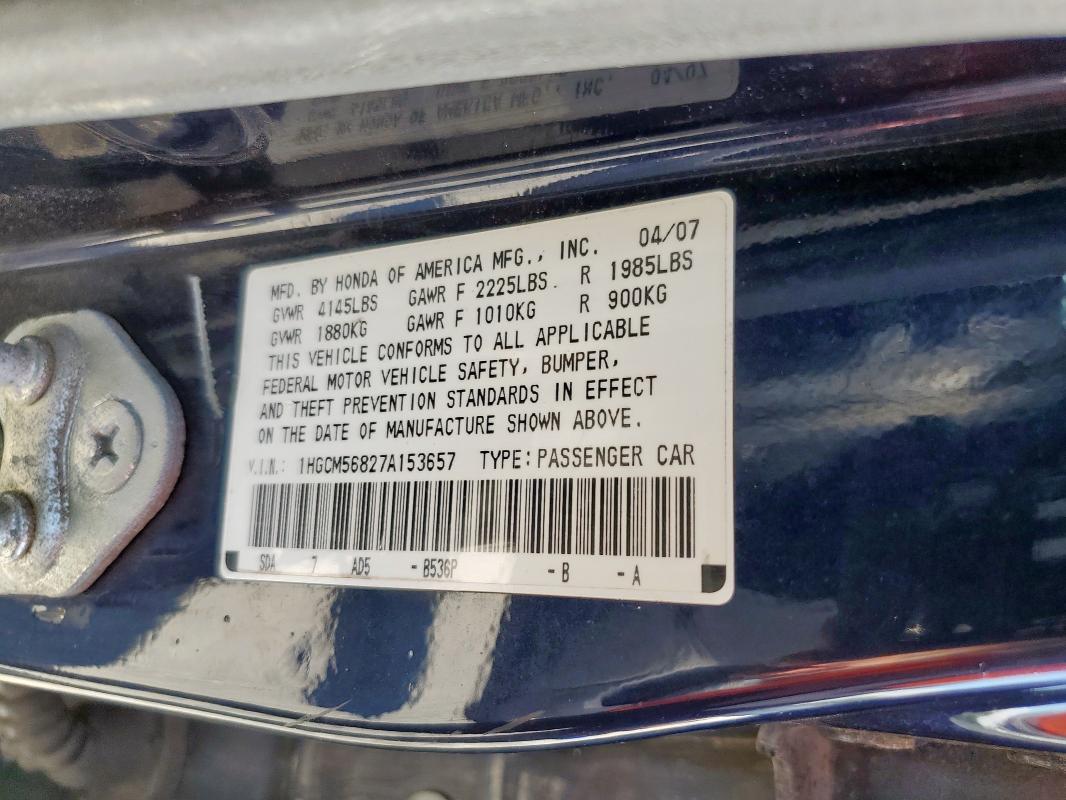 MFD. BY HONDA OF AMERICA MFG., INC. 04/07
GVWR 4145LBS GAWR F 2225LBS. R 1985LBS
GVWR 1880KG GAWR F 1010KG R 900KG
THIS VEHICLE CONFORMS TO ALL APPLICABLE
FEDERAL MOTOR VEHICLE SAFETY, BUMPER,
AND THEFT PREVENTION STANDARDS IN EFFECT
ON THE DATE OF MANUFACTURE SHOWN ABOVE.
V.I.N.: 1HGCM56827A153657 TYPE: PASSENGER CAR
SDA 7 AD5 -B536P -B -A